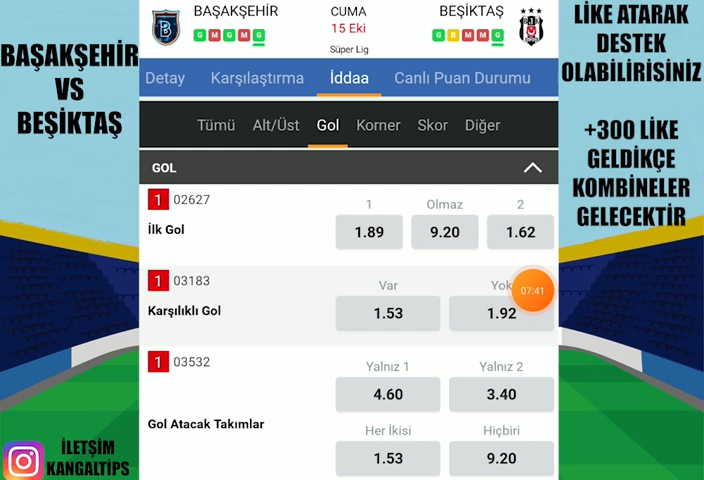 BAŞAKŞEHİR
VS
BEŞİKTAŞ
BAŞAKŞEHİR
G M G M G
CUMA
15 Eki
Süper Lig
BEŞİKTAŞ
G B M M G
Detay Karşılaştırma İddaa Canlı Puan Durumu
Tümü Alt/Üst Gol Korner Skor Diğer
GOL
1 02627
İlk Gol
1 Olmaz 2
1.89 9.20 1.62
1 03183
Karşılıklı Gol
Var Yok
1.53 1.92
07:41
1 03532
Gol Atacak Takımlar
Yalnız 1 Yalnız 2
4.60 3.40
Her İkisi Hiçbiri
1.53 9.20
LİKE ATARAK
DESTEK
OLABİLİRİSİNİZ
+300 LİKE
GELDİKÇE
KOMBİNELER
GELECEKTİR
İLETŞİM
KANGALTİPS